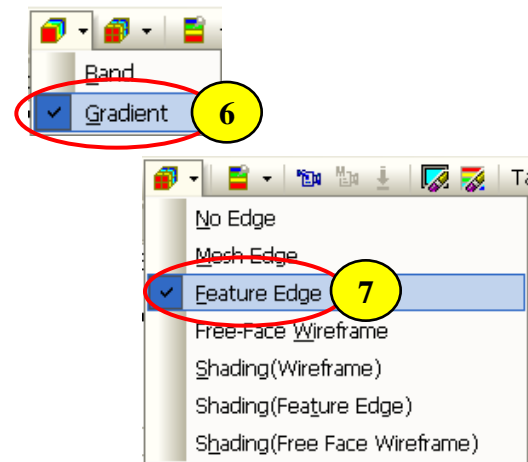 Band
Gradient
6
Ta
No Edge
Mesh Edge
Feature Edge
7
Free-Face Wireframe
Shading(Wireframe)
Shading(Feature Edge)
Shading(Free Face Wireframe)